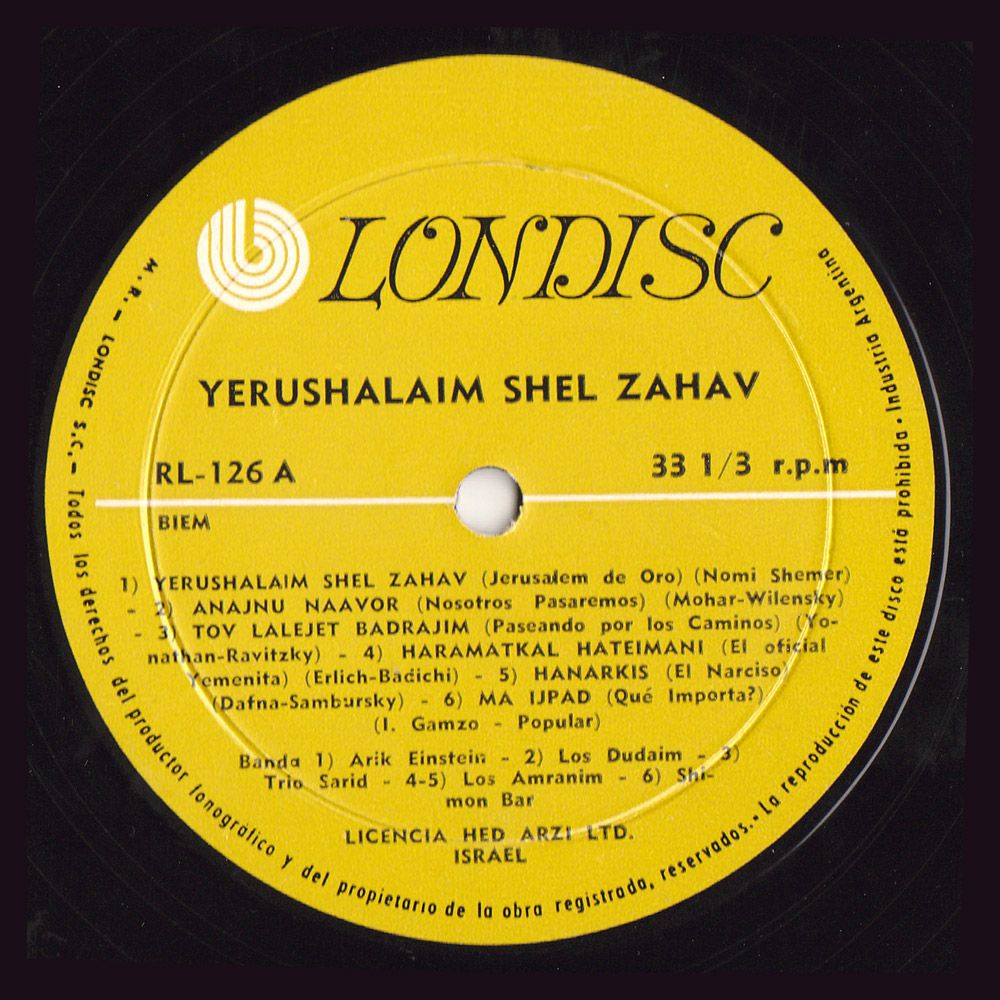 LONDISC
YERUSHALAIM SHEL ZAHAV
RL-126 A
33 1/3 r.p.m
BIEM
1) YERUSHALAIM SHEL ZAHAV (Jerusalem de Oro) (Nomi Shemer)
- 2) ANAJNU NAAVOR (Nosotros Pasaremos) (Mohar-Wilensky)
- 3) TOV LALEJET BADRAJIM (Paseando por los Caminos) (Yo-
nathan-Ravitzky) - 4) HARAMATKAL HATEIMANI (El oficial
Yemenita) (Erlich-Badichi) - 5) HANARKIS (El Narciso)
(Dafna-Sambursky) - 6) MA IJPAD (Qué Importa?)
(I. Gamzo - Popular)
Banda 1) Arik Einstein - 2) Los Dudaim - 3)
Trio Sarid - 4-5) Los Amranim - 6) Shi-
mon Bar
LICENCIA HED ARZI LTD.
ISRAEL
M. R. - LONDISC S.C. - Todos los derechos del productor fonográfico y del propietario de la obra registrada, reservados. - La reproducción de este disco está prohibida · Industria Argentina